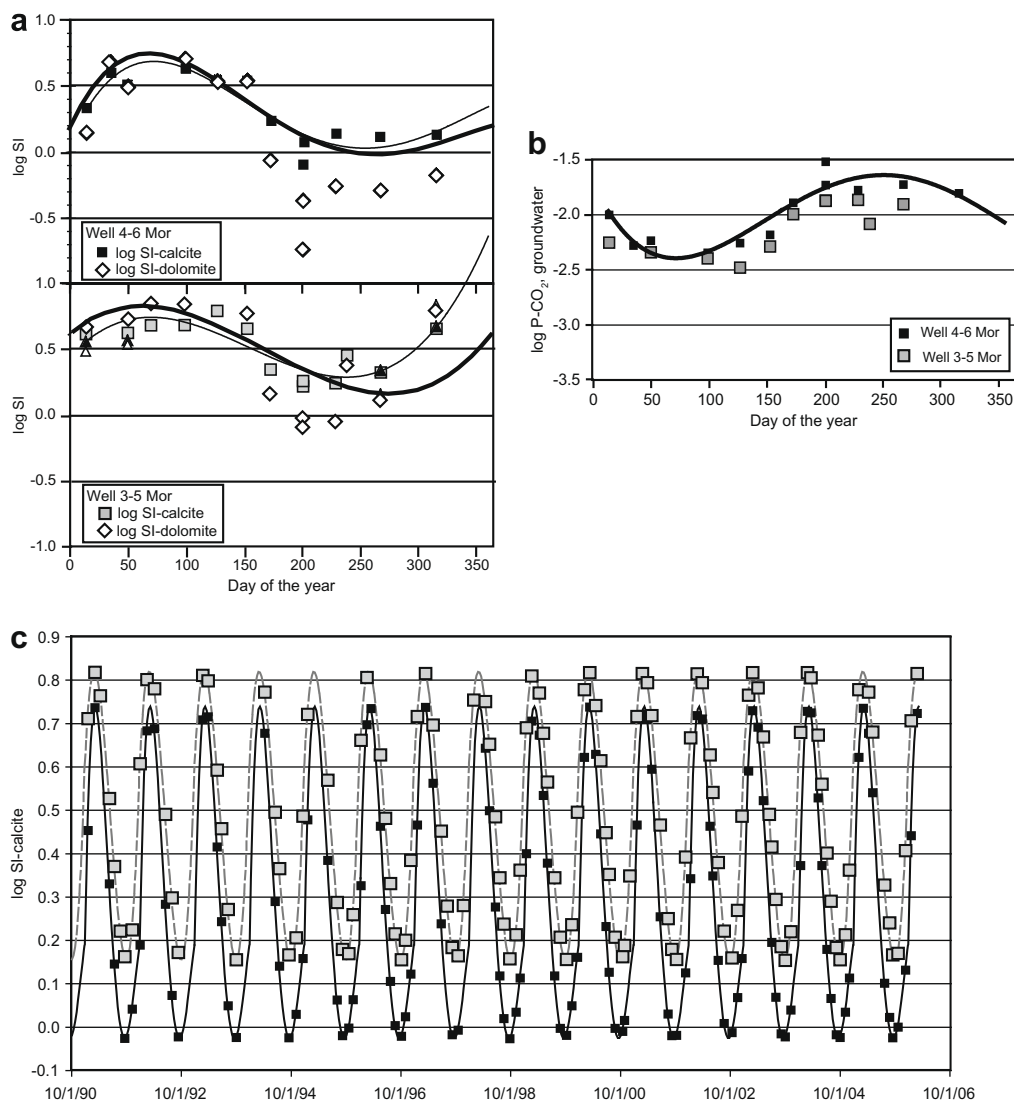 a
1.0
0.5
0.0
-0.5
log SI
Well 4-6 Mor
log SI-calcite
log SI-dolomite
1.0
0.5
0.0
-0.5
-1.0
log SI
Well 3-5 Mor
log SI-calcite
log SI-dolomite
0 50 100 150 200 250 300 350
Day of the year
b
-1.5
-2.0
-2.5
-3.0
-3.5
log P-CO2, groundwater
Well 4-6 Mor
Well 3-5 Mor
0 50 100 150 200 250 300 350
Day of the year
c
0.9
0.8
0.7
0.6
0.5
0.4
0.3
0.2
0.1
0.0
-0.1
log SI-calcite
10/1/90 10/1/92 10/1/94 10/1/96 10/1/98 10/1/00 10/1/02 10/1/04 10/1/06